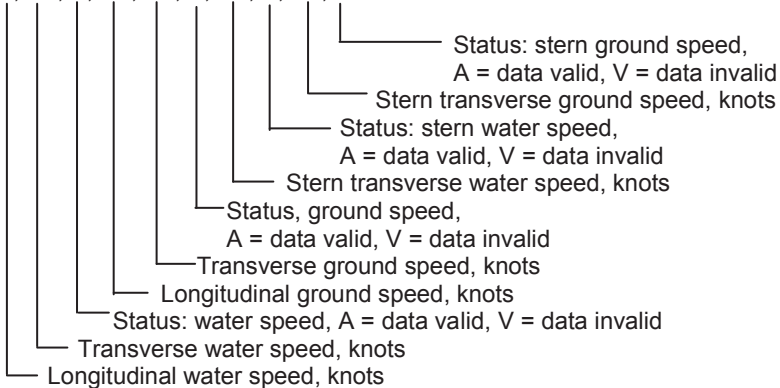 Status: stern ground speed,
A = data valid, V = data invalid
Stern transverse ground speed, knots
Status: stern water speed,
A = data valid, V = data invalid
Stern transverse water speed, knots
Status, ground speed,
A = data valid, V = data invalid
Transverse ground speed, knots
Longitudinal ground speed, knots
Status: water speed, A = data valid, V = data invalid
Transverse water speed, knots
Longitudinal water speed, knots